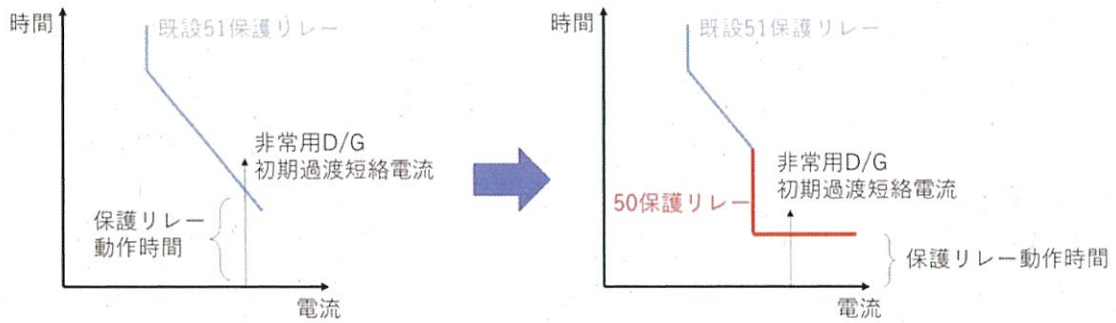 時間
既設51保護リレー
非常用D/G
初期過渡短絡電流
保護リレー
動作時間
電流
時間
既設51保護リレー
非常用D/G
初期過渡短絡電流
50保護リレー
保護リレー動作時間
電流